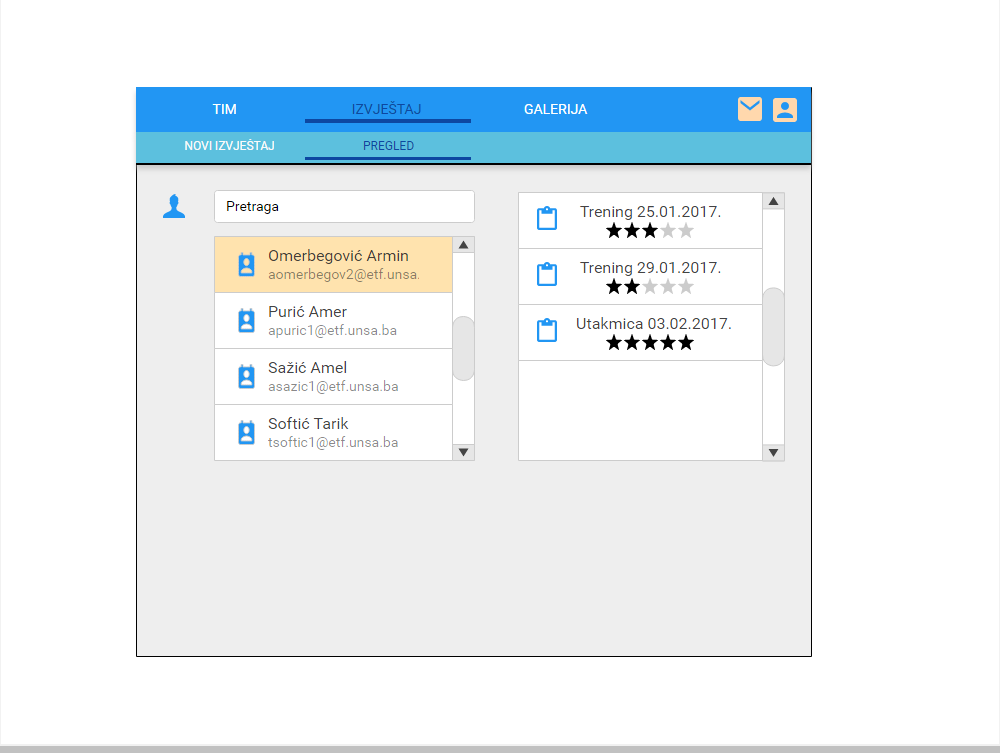 TIM
IZVJEŠTAJ
GALERIJA
NOVI IZVJEŠTAJ
PREGLED
Pretraga
Omerbegović Armin
aomerbegov2@etf.unsa.
Purić Amer
apuric1@etf.unsa.ba
Sažić Amel
asazic1@etf.unsa.ba
Softić Tarik
tsoftic1@etf.unsa.ba
Trening 25.01.2017.
Trening 29.01.2017.
Utakmica 03.02.2017.